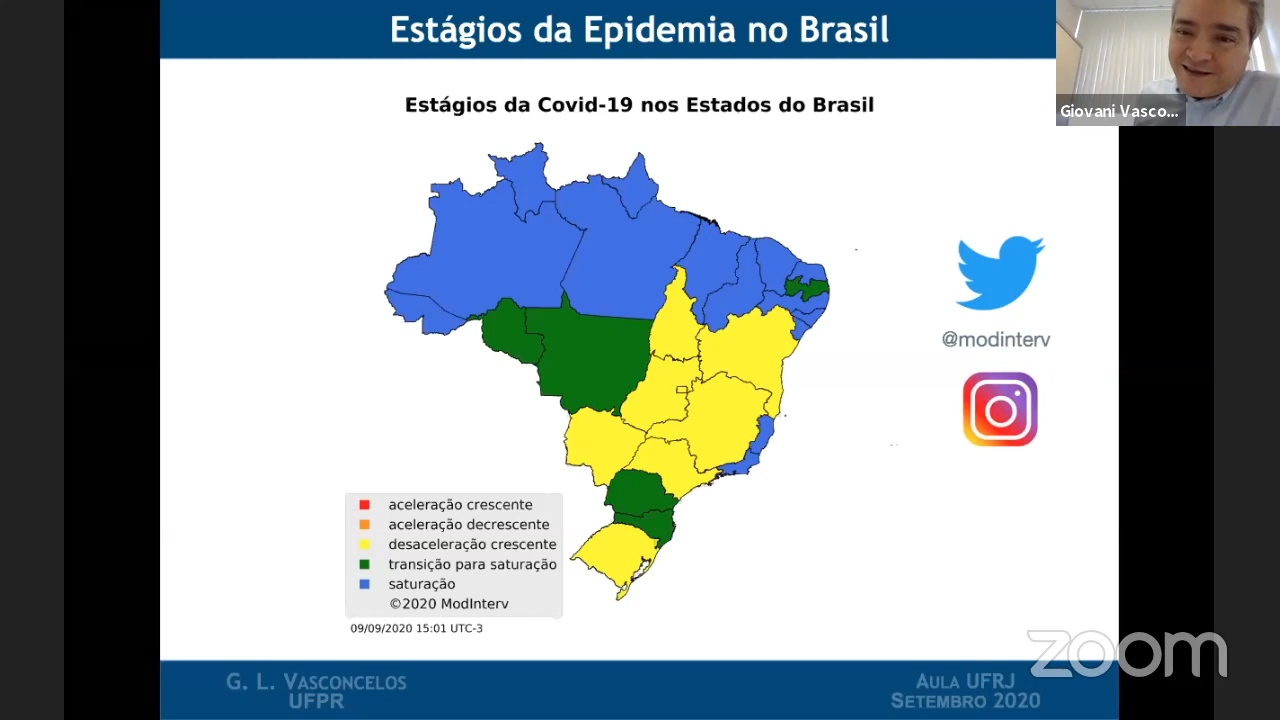 Estágios da Epidemia no Brasil
Giovani Vasco...
Estágios da Covid-19 nos Estados do Brasil
@modinterv
aceleração crescente
aceleração decrescente
desaceleração crescente
transição para saturação
saturação
©2020 ModInterv
09/09/2020 15:01 UTC-3
zoom
G. L. VASCONCELOS
UFPR
AULA UFRJ
SETEMBRO 2020